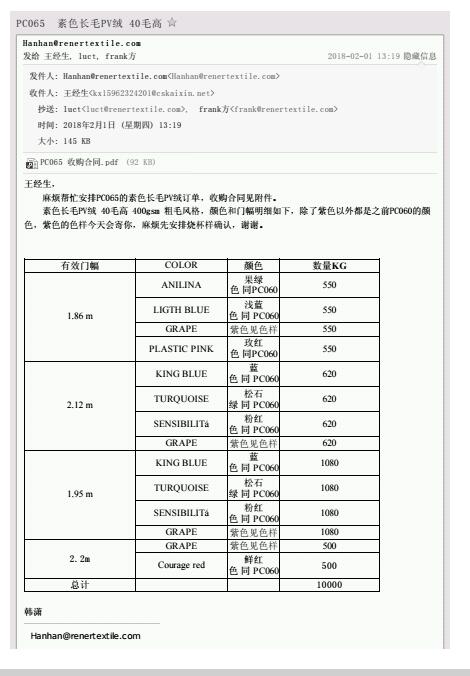 PC065 素色长毛PV绒 40毛高 ☆
Hanhan@renertextile.com
发给 王经生, luct, frank方 2018-02-01 13:19 隐藏信息
发件人: Hanhan@renertextile.com<Hanhan@renertextile.com>
收件人: 王经生<kx15962324201@cskaixin.net>
抄送: luct<luct@renertextile.com>, frank方<frank@renertextile.com>
时间: 2018年2月1日 (星期四) 13:19
大小: 145 KB
PC065 收购合同.pdf (92 KB)
王经生,
麻烦帮忙安排PC065的素色长毛PV绒订单, 收购合同见附件。
素色长毛PV绒 40毛高 400gsm 粗毛风格, 颜色和门幅明细如下, 除了紫色以外都是之前PC060的颜
色, 紫色的色样今天会寄你, 麻烦先安排烧杯样确认, 谢谢。
有效门幅 COLOR 颜色 数量KG
1.86 m
ANILINA 果绿 色 同PC060 550
LIGTH BLUE 浅蓝 色 同 PC060 550
GRAPE 紫色见色样 550
PLASTIC PINK 玫红 色 同PC060 550
2.12 m
KING BLUE 蓝 色 同 PC060 620
TURQUOISE 松石 绿 同 PC060 620
SENSIBILITá 粉红 色 同 PC060 620
GRAPE 紫色见色样 620
1.95 m
KING BLUE 蓝 色 同 PC060 1080
TURQUOISE 松石 绿 同 PC060 1080
SENSIBILITá 粉红 色 同 PC060 1080
GRAPE 紫色见色样 1080
2.2m
GRAPE 紫色见色样 500
Courage red 鲜红 色 同 PC060 500
总计 10000
韩潇
Hanhan@renertextile.com